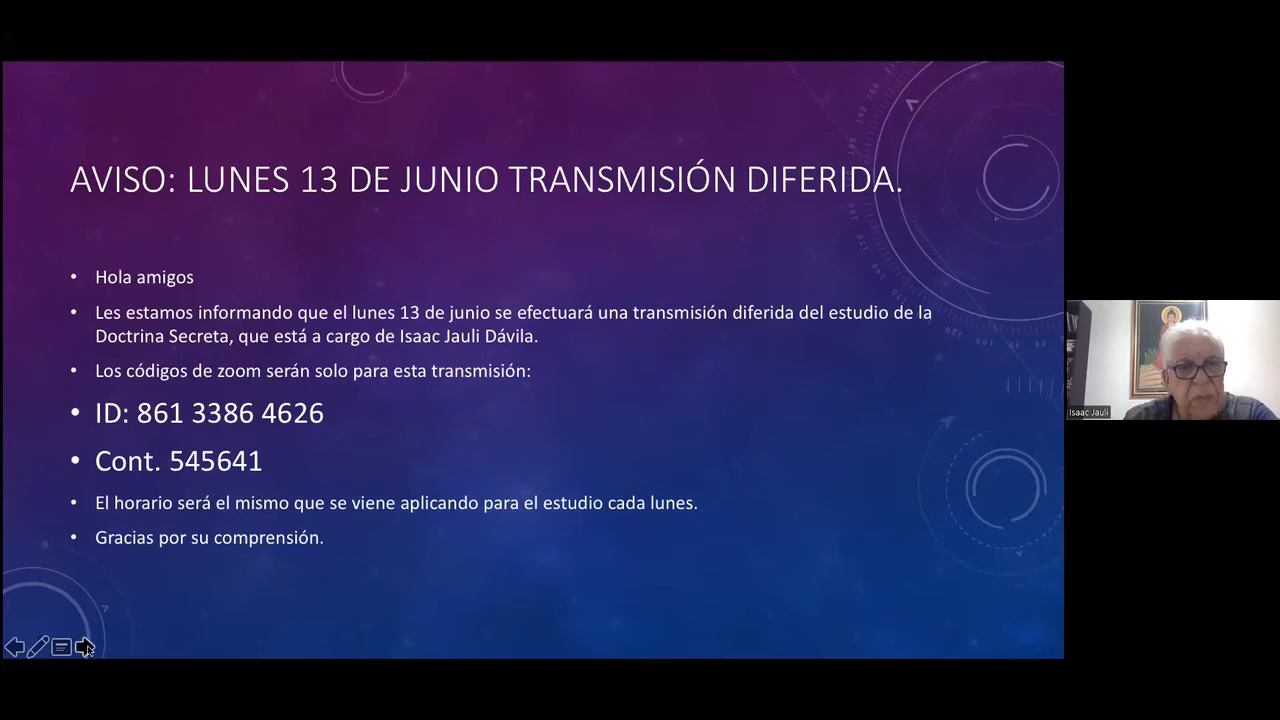 AVISO: LUNES 13 DE JUNIO TRANSMISIÓN DIFERIDA.
• Hola amigos
• Les estamos informando que el lunes 13 de junio se efectuará una transmisión diferida del estudio de la
Doctrina Secreta, que está a cargo de Isaac Jauli Dávila.
• Los códigos de zoom serán solo para esta transmisión:
• ID: 861 3386 4626
• Cont. 545641
• El horario será el mismo que se viene aplicando para el estudio cada lunes.
• Gracias por su comprensión.
Isaac Jauli